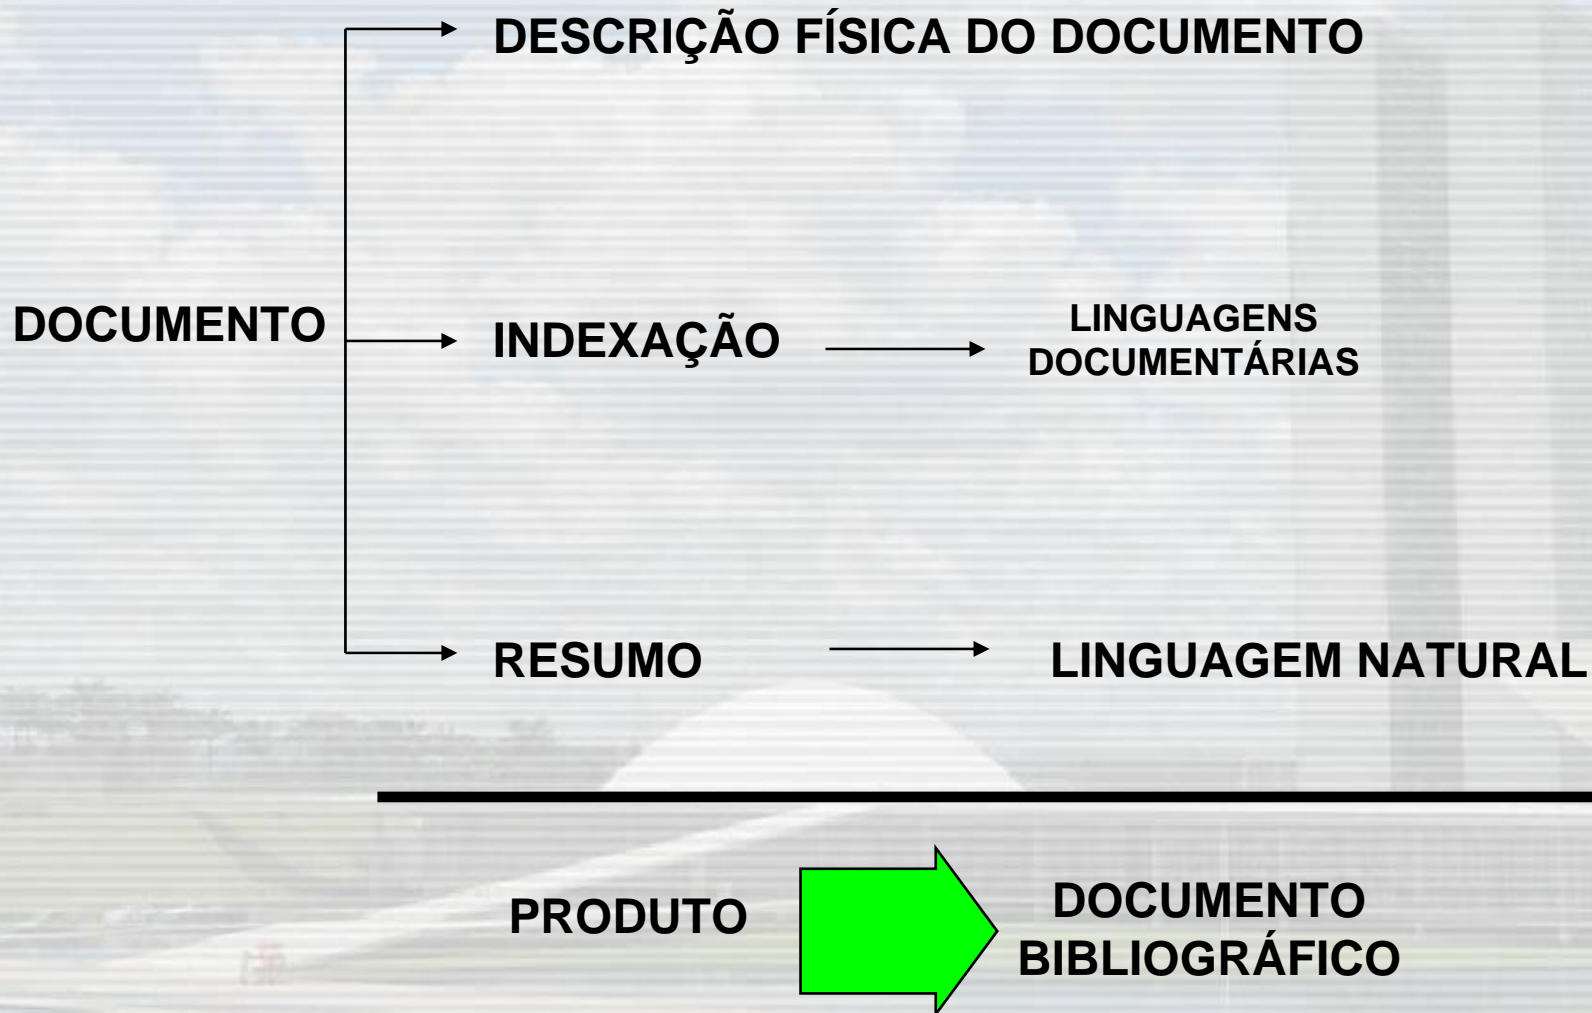 DESCRIÇÃO FÍSICA DO DOCUMENTO
DOCUMENTO
INDEXAÇÃO
LINGUAGENS
DOCUMENTÁRIAS
RESUMO
LINGUAGEM NATURAL
PRODUTO
DOCUMENTO
BIBLIOGRÁFICO